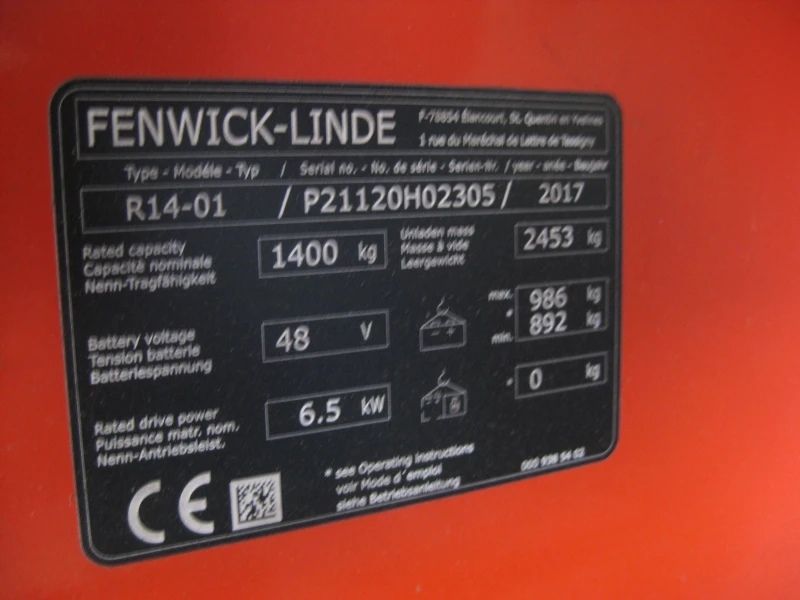 FENWICK-LINDE
F-78854 Élancourt, St. Quentin en Yvelines
1 rue du Maréchal de Lattre de Tassigny
Type - Modèle - Typ / Serial no. - No. de série - Serien-nr. / year - année - Baujahr
R14-01 / P21120H02305 / 2017
Rated capacity
Capacité nominale
Nenn-Tragfähigkeit
1400 kg
Unladen mass
Masse à vide
Leergewicht
2453 kg
Battery voltage
Tension batterie
Batteriespannung
48 V
max. 986 kg
*
min. 892 kg
Rated drive power
Puissance matr. nom.
Nenn-Antriebsleist.
6.5 kW
* 0 kg
* see Operating instructions
voir Mode d'emploi
siehe Betriebsanleitung
CE